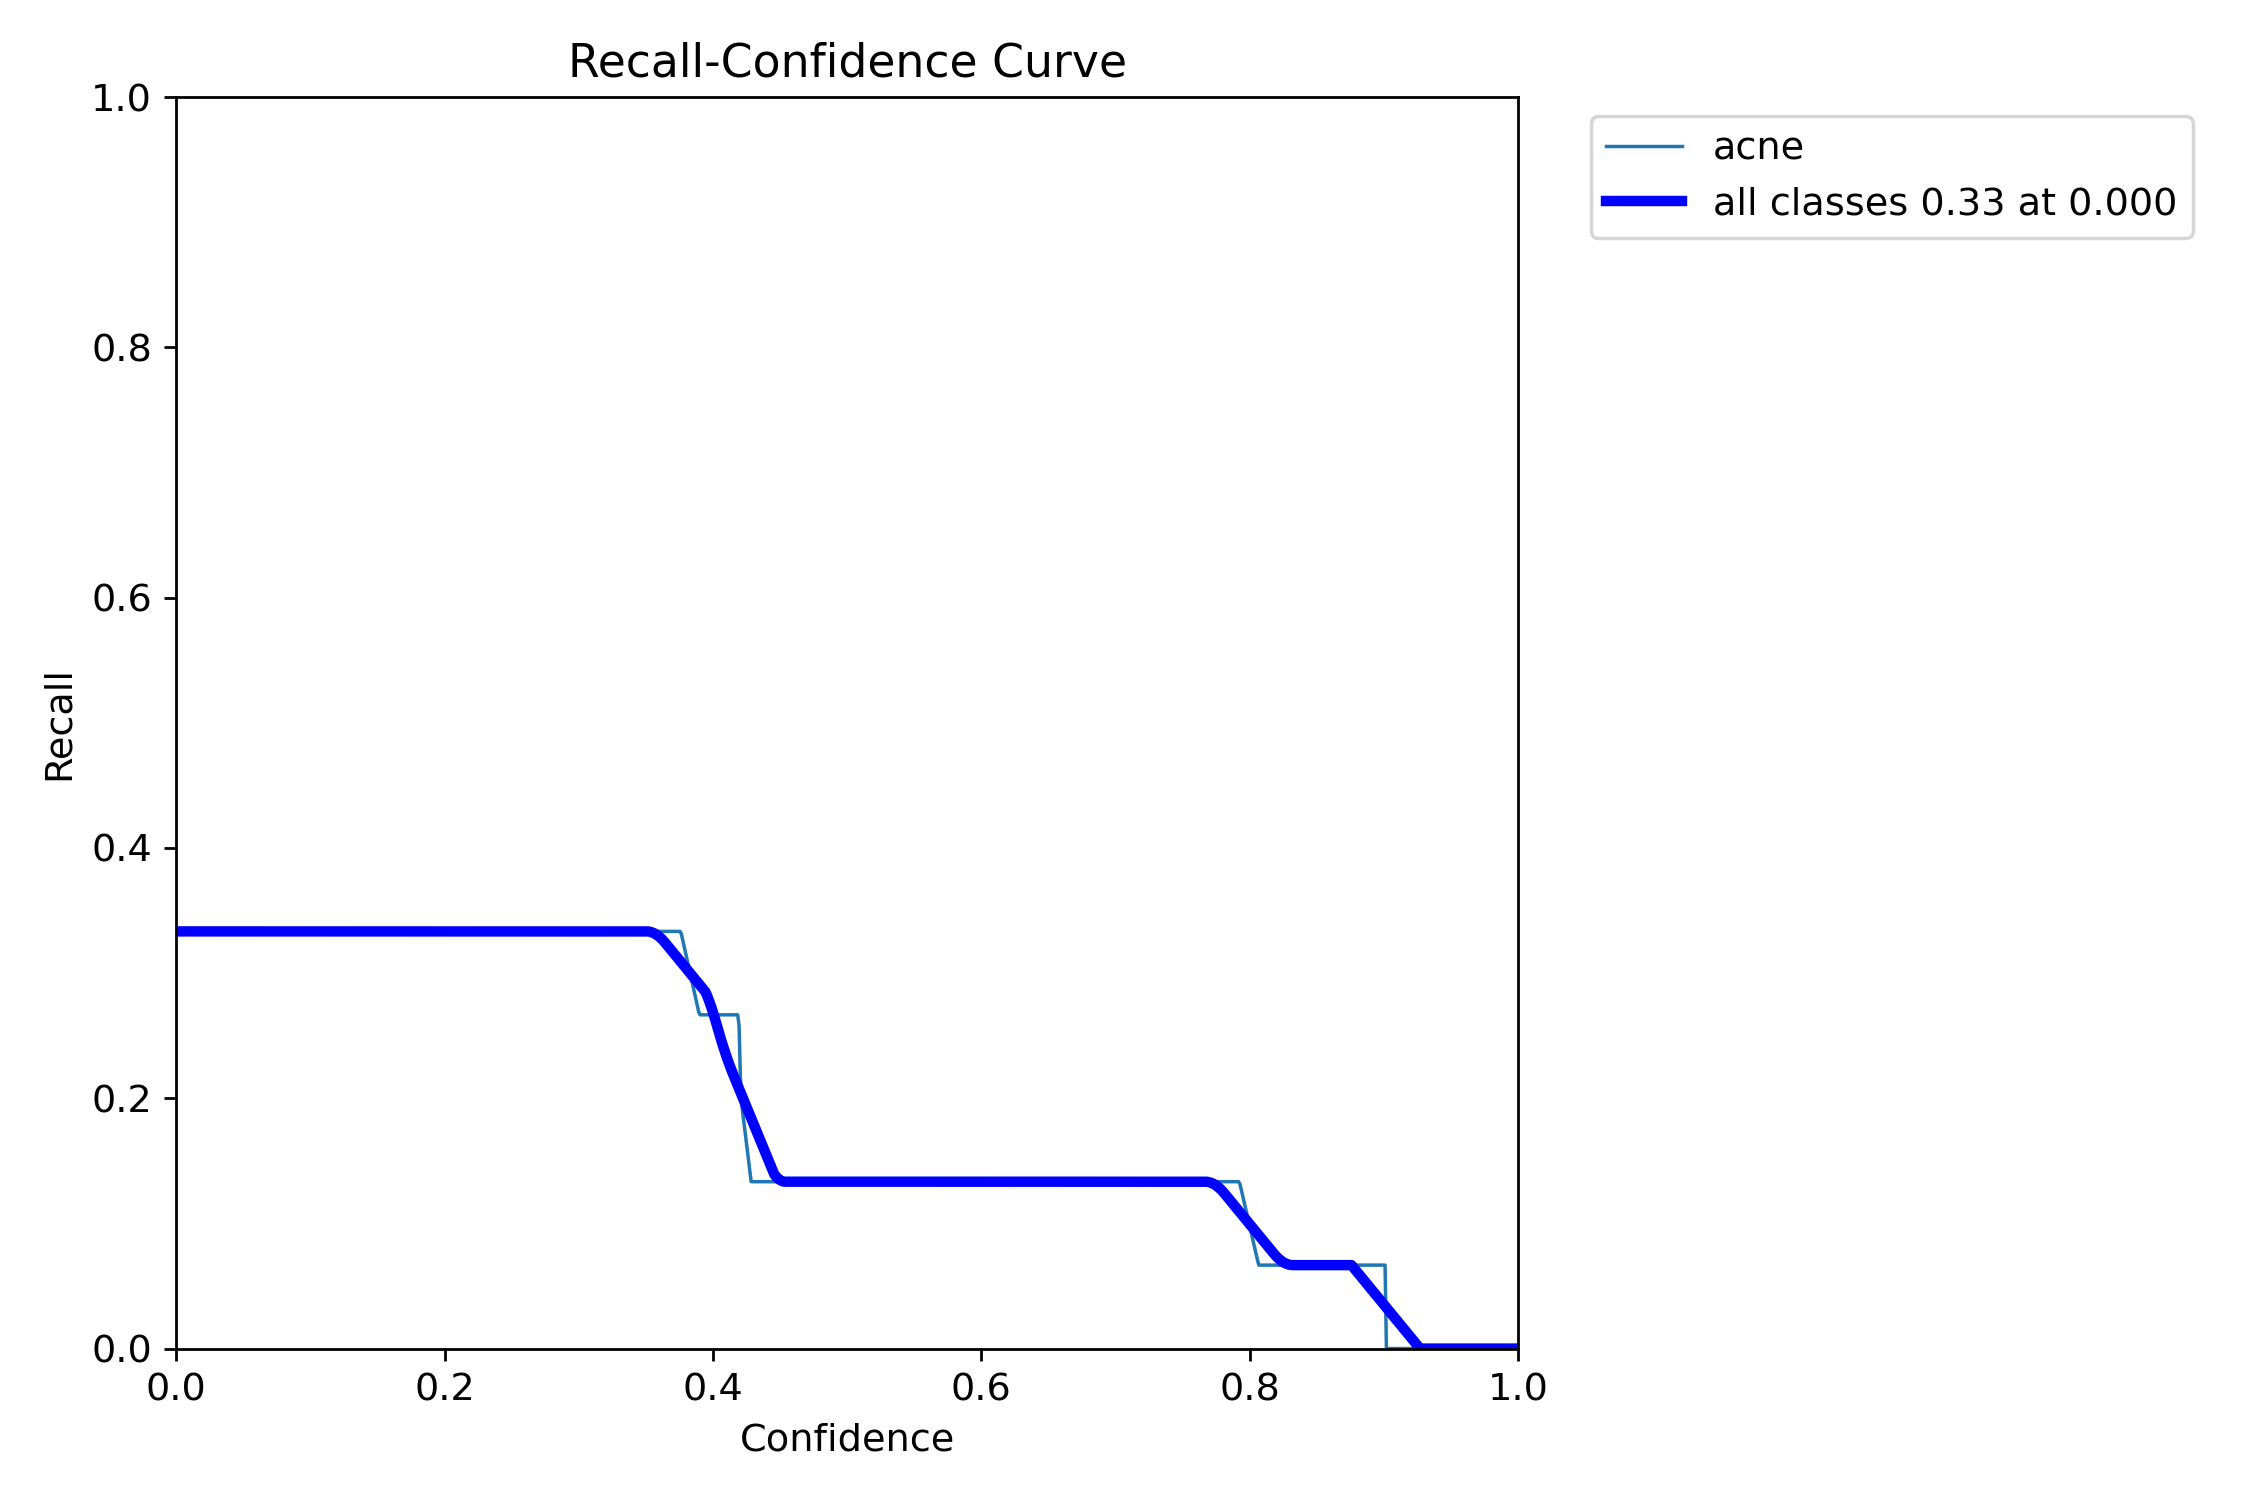 Recall-Confidence Curve
1.0
0.8
0.6
0.4
0.2
0.0
Recall
0.0 0.2 0.4 0.6 0.8 1.0
Confidence
acne
all classes 0.33 at 0.000